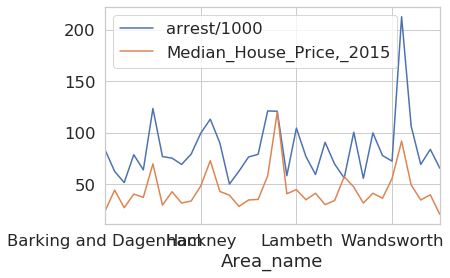 arrest/1000
Median_House_Price,_2015
200
150
100
50
Barking and Dagenham
Hackney
Lambeth
Wandsworth
Area_name